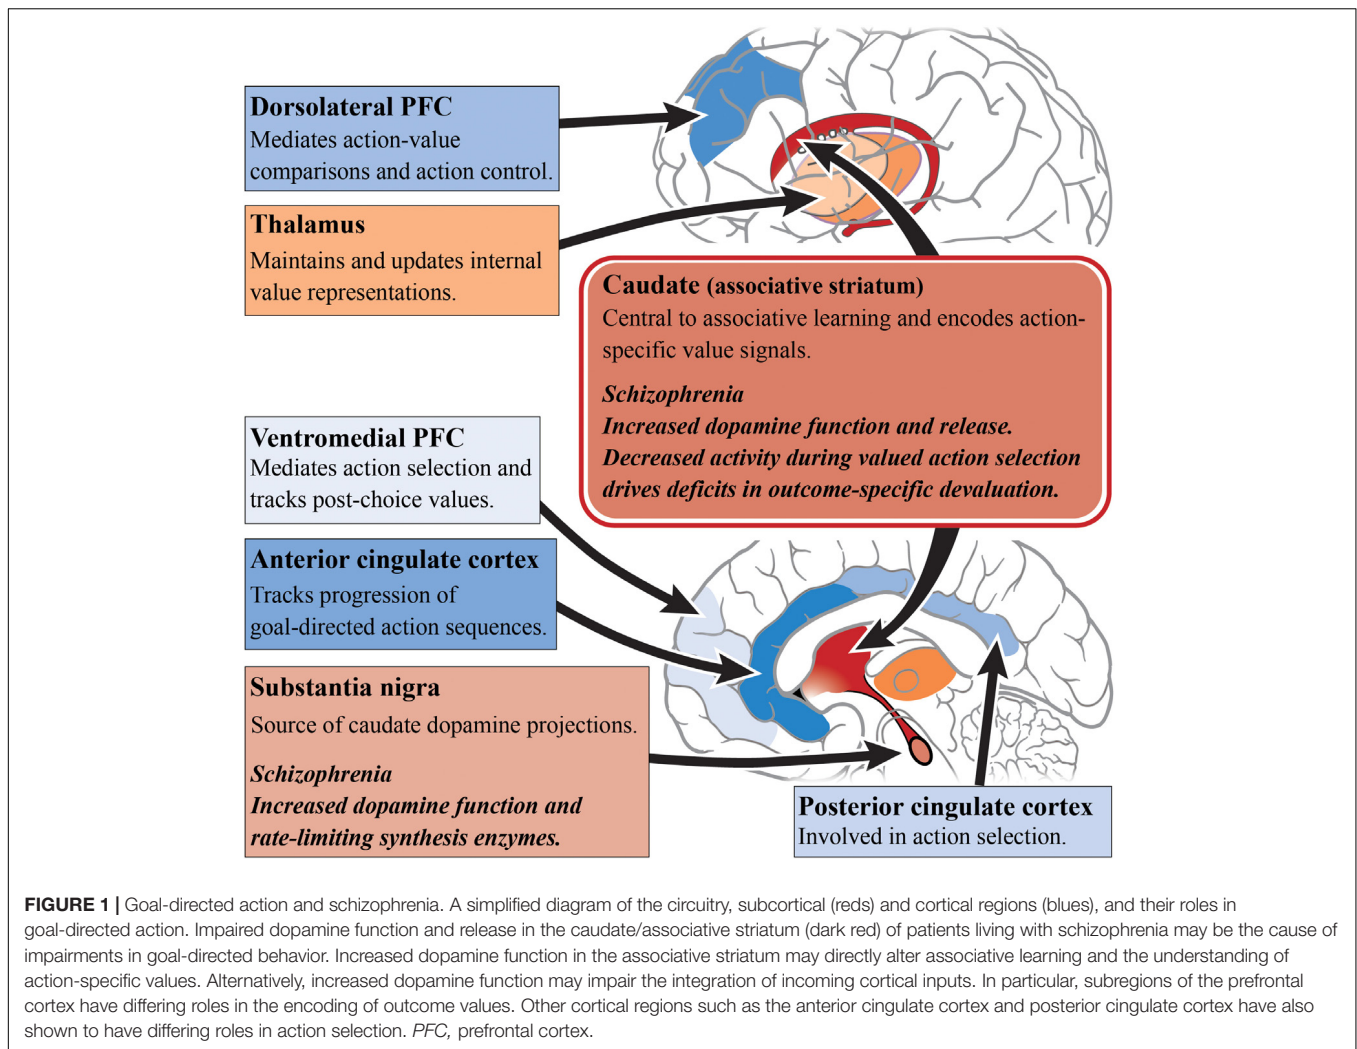 Dorsolateral PFC
Mediates action-value
comparisons and action control.
Thalamus
Maintains and updates internal
value representations.
Caudate (associative striatum)
Central to associative learning and encodes action-
specific value signals.
Schizophrenia
Increased dopamine function and release.
Decreased activity during valued action selection
drives deficits in outcome-specific devaluation.
Ventromedial PFC
Mediates action selection and
tracks post-choice values.
Anterior cingulate cortex
Tracks progression of
goal-directed action sequences.
Substantia nigra
Source of caudate dopamine projections.
Schizophrenia
Increased dopamine function and
rate-limiting synthesis enzymes.
Posterior cingulate cortex
Involved in action selection.
FIGURE 1 | Goal-directed action and schizophrenia. A simplified diagram of the circuitry, subcortical (reds) and cortical regions (blues), and their roles in
goal-directed action. Impaired dopamine function and release in the caudate/associative striatum (dark red) of patients living with schizophrenia may be the cause of
impairments in goal-directed behavior. Increased dopamine function in the associative striatum may directly alter associative learning and the understanding of
action-specific values. Alternatively, increased dopamine function may impair the integration of incoming cortical inputs. In particular, subregions of the prefrontal
cortex have differing roles in the encoding of outcome values. Other cortical regions such as the anterior cingulate cortex and posterior cingulate cortex have also
shown to have differing roles in action selection. PFC, prefrontal cortex.